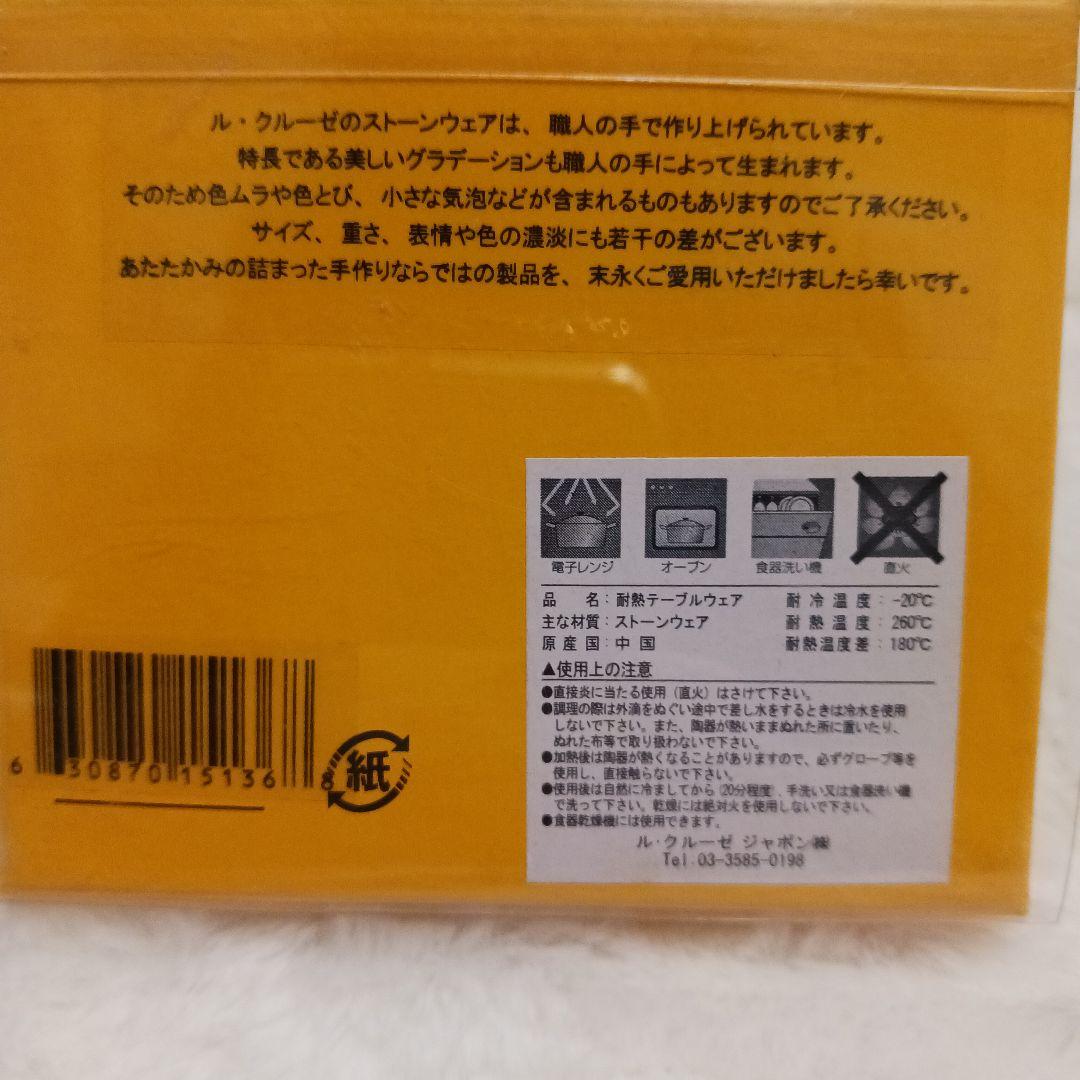 ル・クルーゼのストーンウェアは、職人の手で作り上げられています。
特長である美しいグラデーションも職人の手によって生まれます。
そのため色ムラや色とび、小さな気泡などが含まれるものもありますのでご了承ください。
サイズ、重さ、表情や色の濃淡にも若干の差がございます。
あたたかみの詰まった手作りならではの製品を、末永くご愛用いただけましたら幸いです。
電子レンジ オーブン 食器洗い機 直火
品 名：耐熱テーブルウェア 耐冷温度：-20℃
主な材質：ストーンウェア 耐熱温度：260℃
原産国：中国 耐熱温度差：180℃
▲使用上の注意
●直接炎に当たる使用（直火）はさけて下さい。
●調理の際は外滴をぬぐい途中で差し水をするときは冷水を使用
しないで下さい。また、陶器が熱いままぬれた所に置いたり、
ぬれた布等で取り扱わないで下さい。
●加熱後は陶器が熱くなることがありますので、必ずグローブ等を
使用し、直接触らないで下さい。
●使用後は自然に冷ましてから（20分程度）、手洗い又は食器洗い機
で洗って下さい。乾燥には絶対火を使用しないで下さい。
●食器乾燥機には使用できます。
ル・クルーゼ ジャポン㈱
Tel.03-3585-0198
6 30870 15136 8
紙